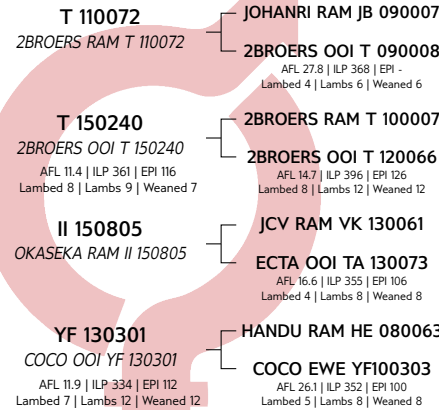 T 110072
2BROERS RAM T 110072
T 150240
2BROERS OOI T 150240
AFL 11.4 | ILP 361 | EPI 116
Lambed 8 | Lambs 9 | Weaned 7
II 150805
OKASEKA RAM II 150805
YF 130301
COCO OOI YF 130301
AFL 11.9 | ILP 334 | EPI 112
Lambed 7 | Lambs 12 | Weaned 12
JOHANRI RAM JB 090007
2BROERS OOI T 090008
AFL 27.8 | ILP 368 | EPI -
Lambed 4 | Lambs 6 | Weaned 6
2BROERS RAM T 100007
2BROERS OOI T 120066
AFL 14.7 | ILP 396 | EPI 126
Lambed 8 | Lambs 12 | Weaned 12
JCV RAM VK 130061
ECTA OOI TA 130073
AFL 16.6 | ILP 355 | EPI 106
Lambed 4 | Lambs 8 | Weaned 8
HANDU RAM HE 080063
COCO EWE YF100303
AFL 26.1 | ILP 352 | EPI 100
Lambed 5 | Lambs 8 | Weaned 8